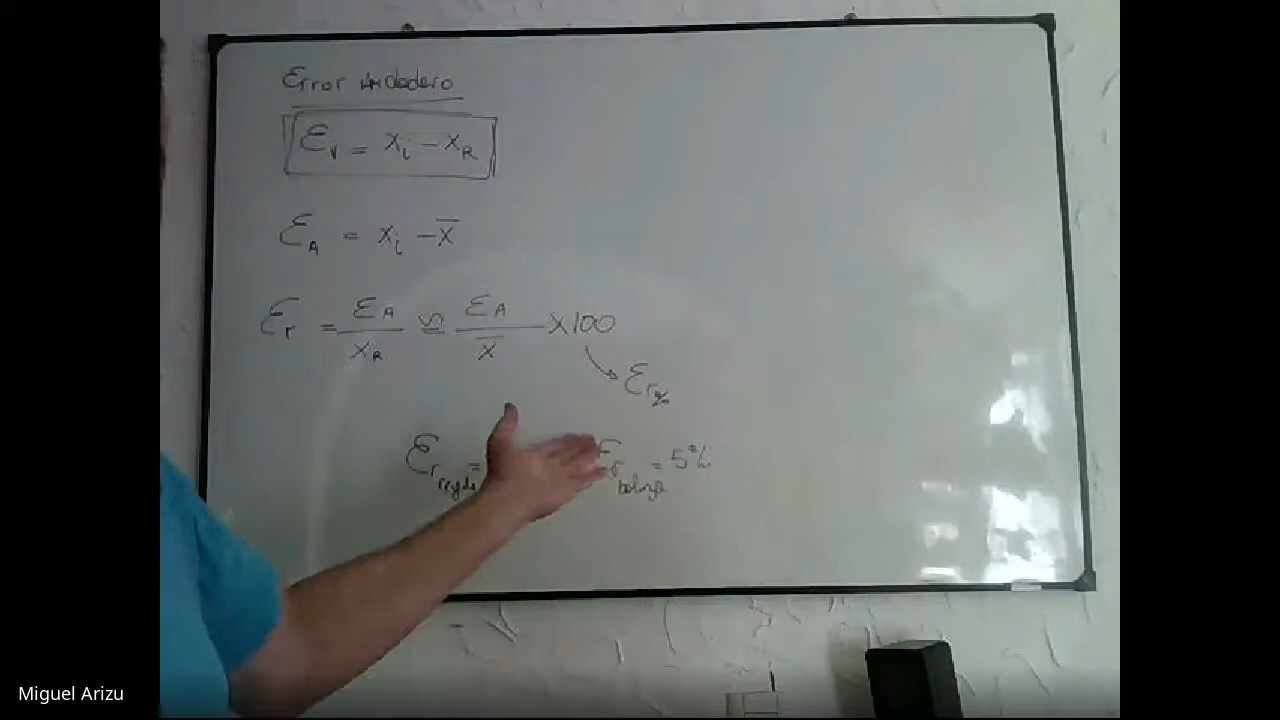 Error verdadero
Ɛv = xi – xR
ƐA = xi – x̄
Ɛr = ƐA / xR ≃ ƐA / x̄ × 100
Ɛr%
Ɛr regla = Ɛr = 5%
Miguel Arizu